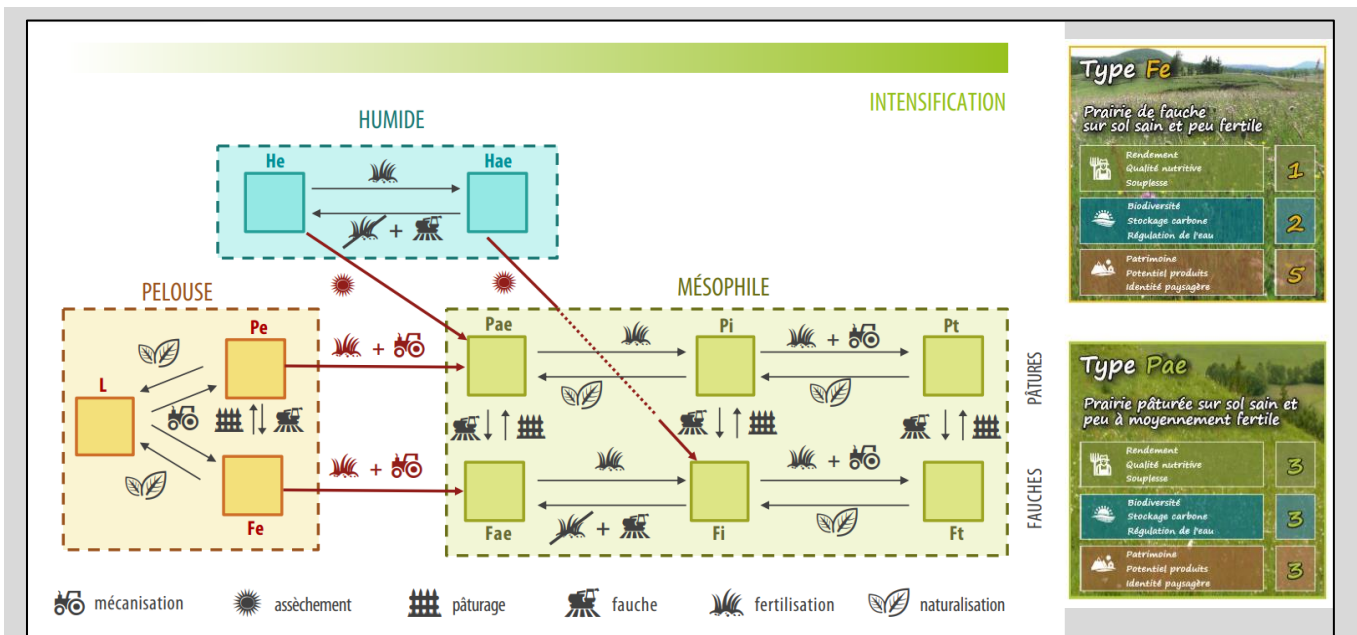 INTENSIFICATION
HUMIDE
He
Hae
+
PELOUSE
MÉSOPHILE
Pe
L
Fe
+
+
Pae
Pi
Pt
+
Fae
Fi
Ft
+
+
PÂTURES
FAUCHES
mécanisation
assèchement
pâturage
fauche
fertilisation
naturalisation
Type Fe
Prairie de fauche
sur sol sain et peu fertile
Rendement
Qualité nutritive
Souplesse
1
Biodiversité
Stockage carbone
Régulation de l'eau
2
Patrimoine
Potentiel produits
Identité paysagère
5
Type Pae
Prairie pâturée sur sol sain et
peu à moyennement fertile
Rendement
Qualité nutritive
Souplesse
3
Biodiversité
Stockage carbone
Régulation de l'eau
3
Patrimoine
Potentiel produits
Identité paysagère
3